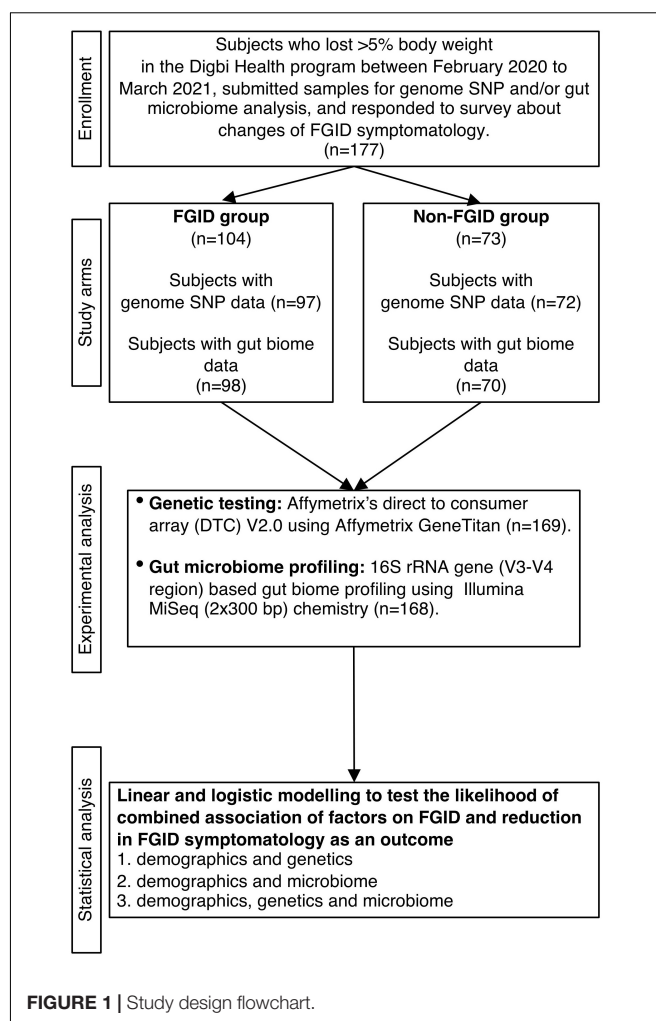 Enrollment
Subjects who lost >5% body weight
in the Digbi Health program between February 2020 to
March 2021, submitted samples for genome SNP and/or gut
microbiome analysis, and responded to survey about
changes of FGID symptomatology.
(n=177)
Study arms
FGID group
(n=104)
Subjects with
genome SNP data (n=97)
Subjects with gut biome
data
(n=98)
Non-FGID group
(n=73)
Subjects with
genome SNP data (n=72)
Subjects with gut biome
data
(n=70)
Experimental analysis
• Genetic testing: Affymetrix's direct to consumer
array (DTC) V2.0 using Affymetrix GeneTitan (n=169).
• Gut microbiome profiling: 16S rRNA gene (V3-V4
region) based gut biome profiling using Illumina
MiSeq (2x300 bp) chemistry (n=168).
Statistical analysis
Linear and logistic modelling to test the likelihood of
combined association of factors on FGID and reduction
in FGID symptomatology as an outcome
1. demographics and genetics
2. demographics and microbiome
3. demographics, genetics and microbiome
FIGURE 1 | Study design flowchart.